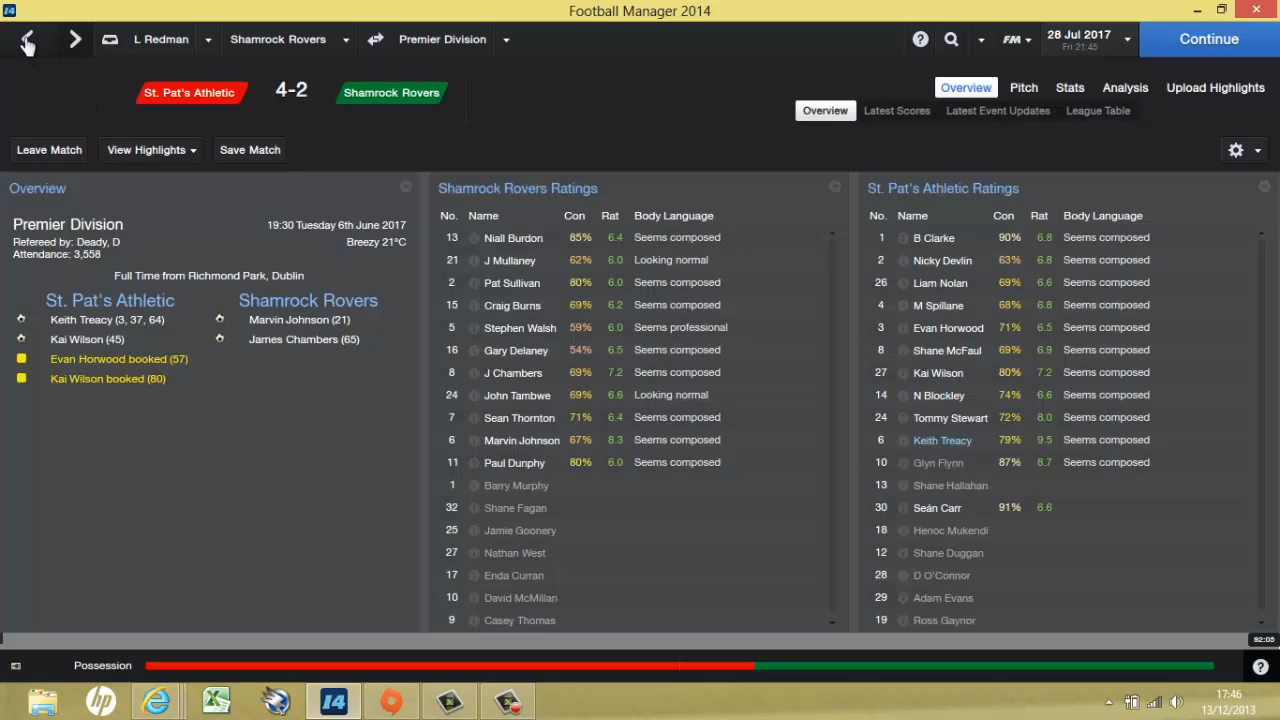 Football Manager 2014
L Redman Shamrock Rovers Premier Division FM 28 Jul 2017 Fri 21:45 Continue
St. Pat's Athletic 4-2 Shamrock Rovers
Overview Pitch Stats Analysis Upload Highlights
Overview Latest Scores Latest Event Updates League Table
Leave Match View Highlights Save Match
Overview
Premier Division 19:30 Tuesday 6th June 2017
Refereed by: Deady, D Breezy 21°C
Attendance: 3,558
Full Time from Richmond Park, Dublin
St. Pat's Athletic Shamrock Rovers
Keith Treacy (3, 37, 64) Marvin Johnson (21)
Kai Wilson (45) James Chambers (65)
Evan Horwood booked (57)
Kai Wilson booked (80)
Shamrock Rovers Ratings
No. Name Con Rat Body Language
13 Niall Burdon 85% 6.4 Seems composed
21 J Mullaney 62% 6.0 Looking normal
2 Pat Sullivan 80% 6.0 Seems composed
15 Craig Burns 69% 6.2 Seems composed
5 Stephen Walsh 59% 6.0 Seems professional
16 Gary Delaney 54% 6.5 Seems composed
8 J Chambers 69% 7.2 Seems composed
24 John Tambwe 69% 6.6 Looking normal
7 Sean Thornton 71% 6.4 Seems composed
6 Marvin Johnson 67% 8.3 Seems composed
11 Paul Dunphy 80% 6.0 Seems composed
1 Barry Murphy
32 Shane Fagan
25 Jamie Goonery
27 Nathan West
17 Enda Curran
10 David McMillan
9 Casey Thomas
St. Pat's Athletic Ratings
No. Name Con Rat Body Language
1 B Clarke 90% 6.8 Seems composed
2 Nicky Devlin 63% 6.8 Seems composed
26 Liam Nolan 69% 6.6 Seems composed
4 M Spillane 68% 6.8 Seems composed
3 Evan Horwood 71% 6.5 Seems composed
8 Shane McFaul 69% 6.9 Seems composed
27 Kai Wilson 80% 7.2 Seems composed
14 N Blockley 74% 6.6 Seems composed
24 Tommy Stewart 72% 8.0 Seems composed
6 Keith Treacy 79% 9.5 Seems composed
10 Glyn Flynn 87% 8.7 Seems composed
13 Shane Hallahan
30 Seán Carr 91% 6.6
18 Henoc Mukendi
12 Shane Duggan
28 D O'Connor
29 Adam Evans
19 Ross Gaynor
92:05
Possession
17:46
13/12/2013